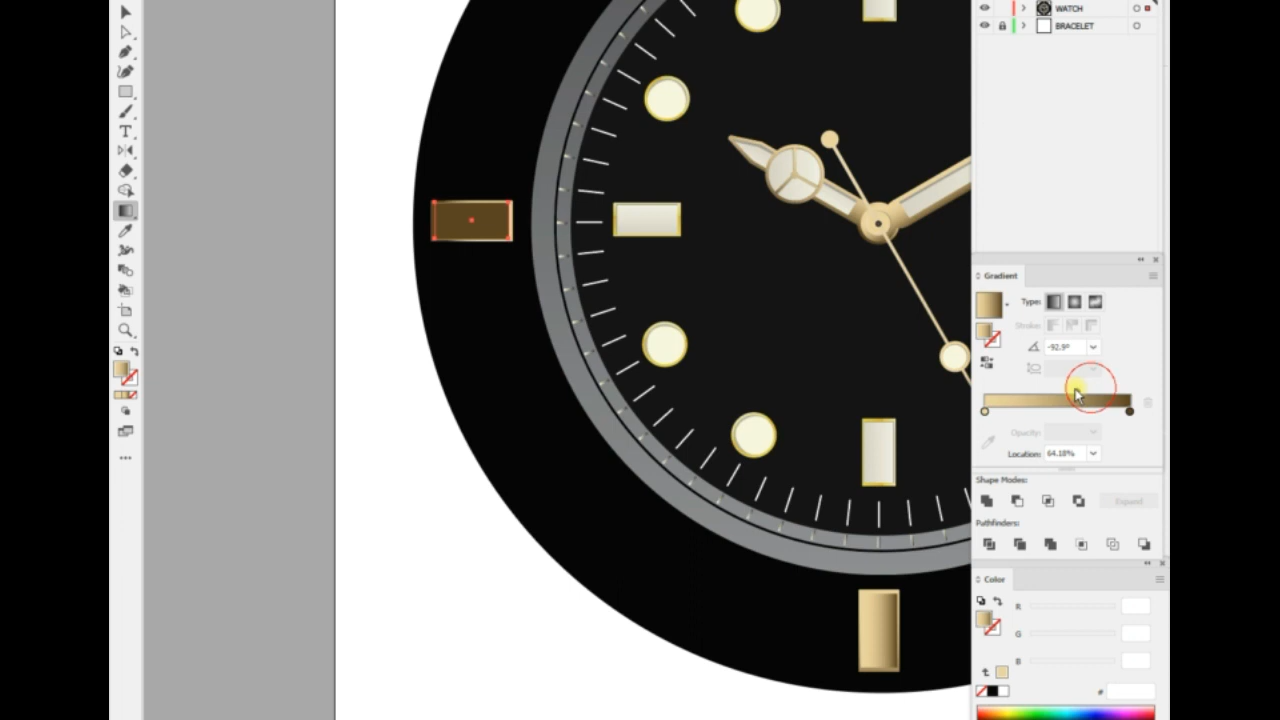 WATCH
BRACELET
Gradient
Type:
Stroke:
-92.9°
Opacity:
Location: 64.18%
Shape Modes:
Expand
Pathfinders:
Color
R
G
B
#
T